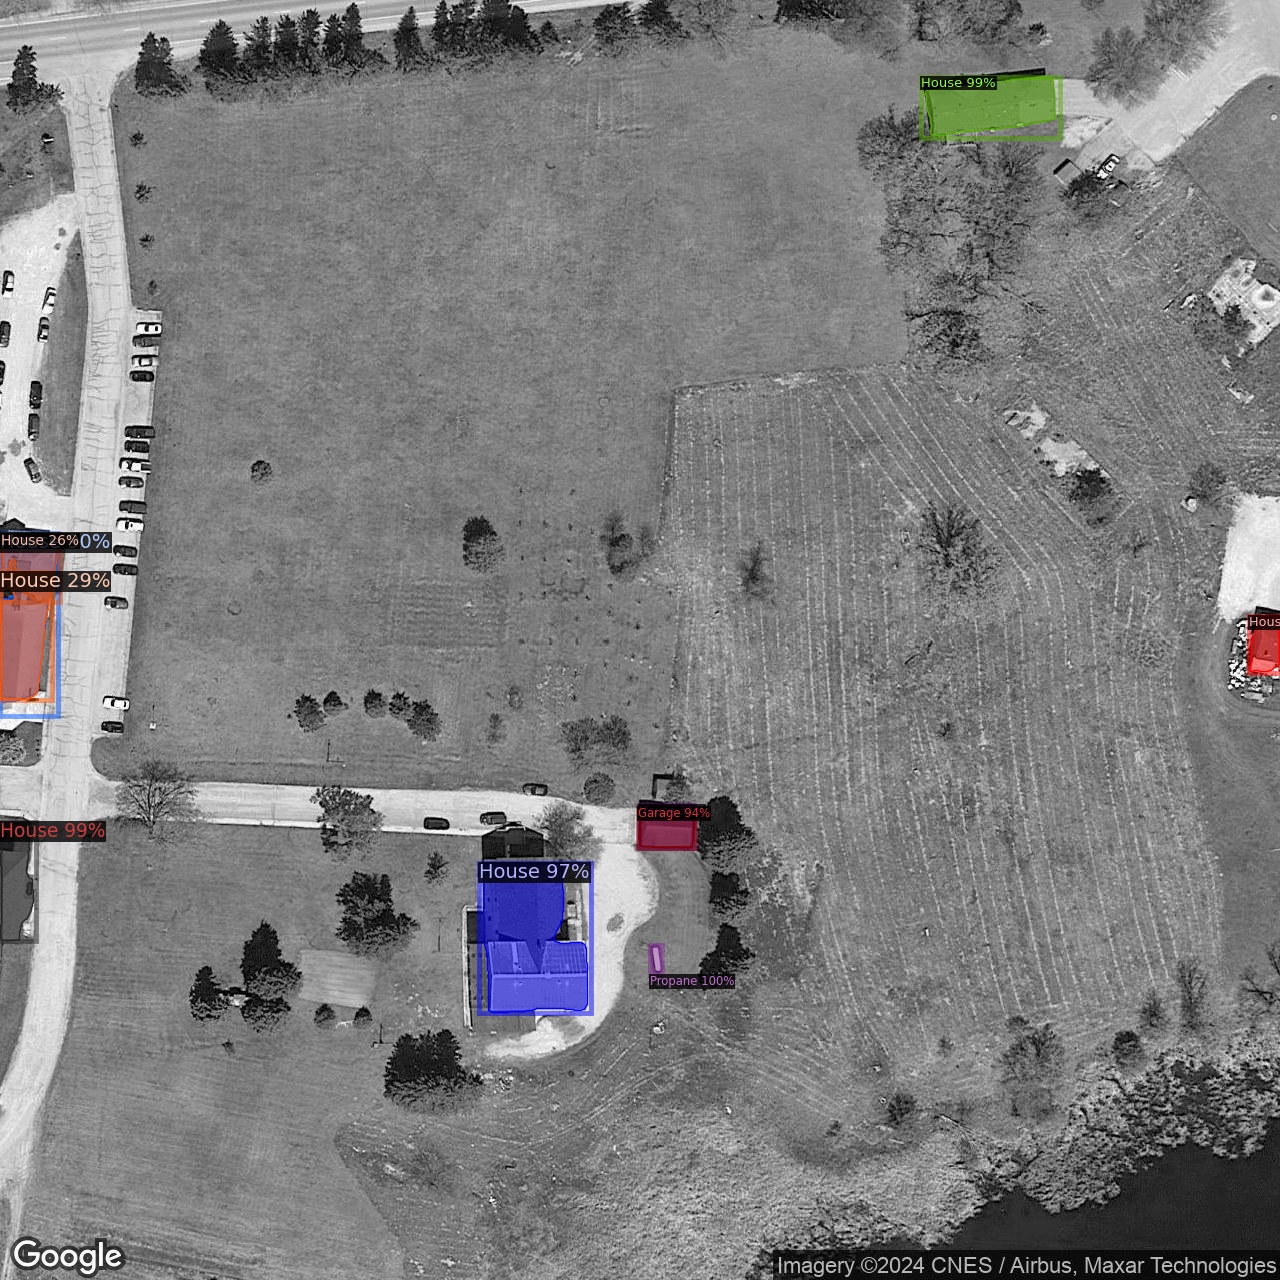 House 99%
House 26%
0%
House 29%
Hous
Garage 94%
House 99%
House 97%
Propane 100%
Google
Imagery ©2024 CNES / Airbus, Maxar Technologies